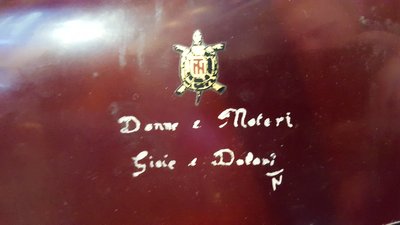 Donne e Motori
Gioie e Dolori
N